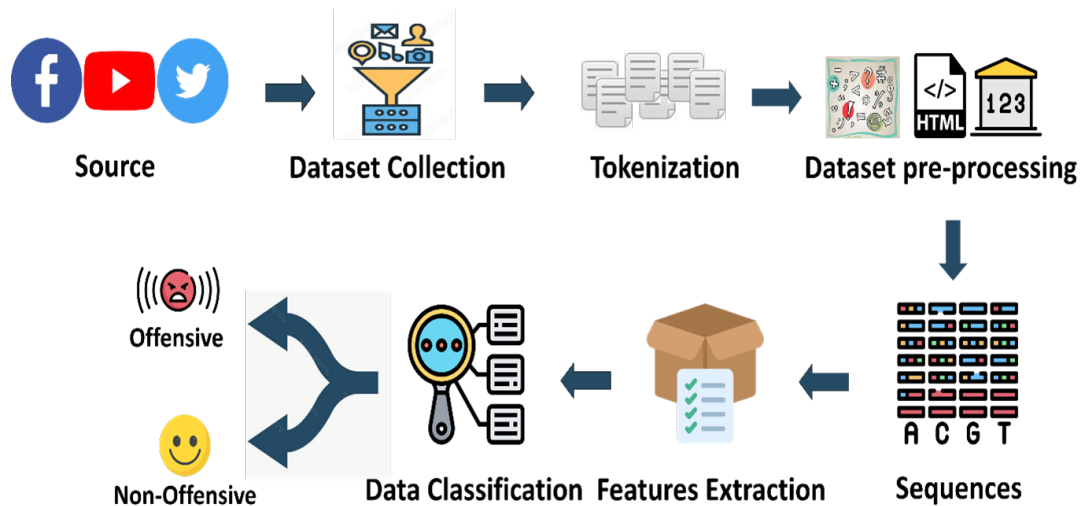 </>
HTML
123
Source
Dataset Collection
Tokenization
Dataset pre-processing
Offensive
A C G T
Non-Offensive
Data Classification
Features Extraction
Sequences